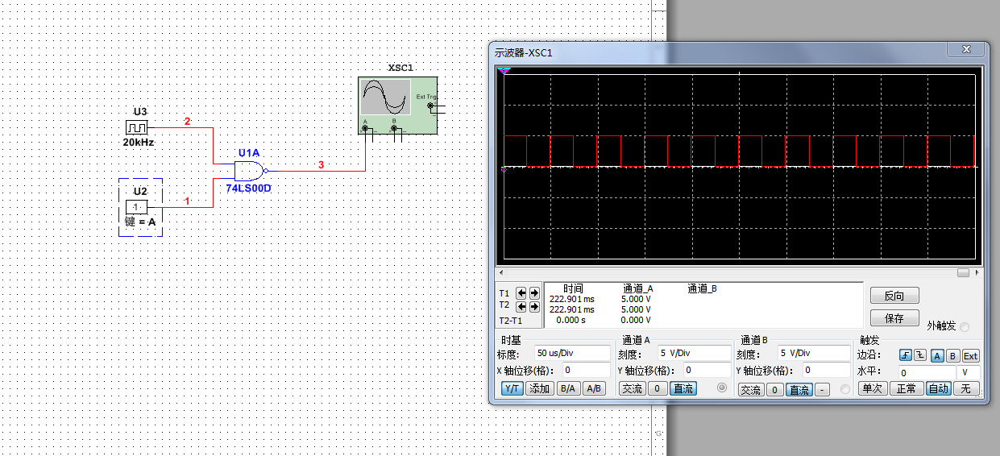 XSC1
Ext Trig
A
B
U3
20kHz
2
U1A
74LS00D
3
U2
1
键 = A
1
G
示波器-XSC1
时间 通道_A 通道_B
T1 222.901 ms 5.000 V
T2 222.901 ms 5.000 V
T2-T1 0.000 s 0.000 V
反向
保存
外触发
时基 通道 A 通道 B 触发
标度： 50 us/Div 刻度： 5 V/Div 刻度： 5 V/Div 边沿： A B Ext
X 轴位移(格)： 0 Y 轴位移(格)： 0 Y 轴位移(格)： 0 水平： 0 V
Y/T 添加 B/A A/B 交流 0 直流 交流 0 直流 - 单次 正常 自动 无